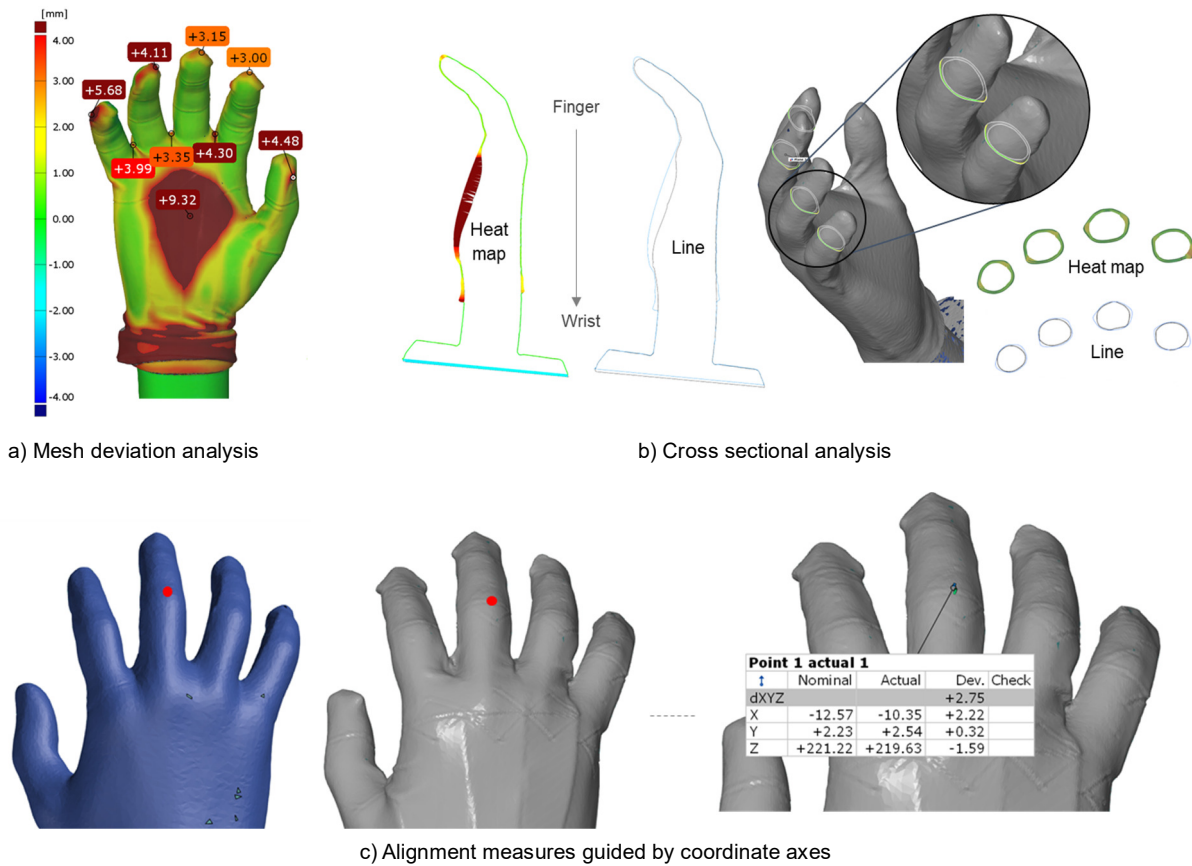 [mm]
4.00
3.00
2.00
1.00
0.00
-1.00
-2.00
-3.00
-4.00
+3.15
+4.11
+3.00
+5.68
+4.48
+3.99
+3.35
+4.30
+9.32
Heat
map
Finger
Wrist
Line
Heat map
Line
a) Mesh deviation analysis
b) Cross sectional analysis
Point 1 actual 1
Nominal Actual Dev. Check
dXYZ +2.75
X -12.57 -10.35 +2.22
Y +2.23 +2.54 +0.32
Z +221.22 +219.63 -1.59
c) Alignment measures guided by coordinate axes